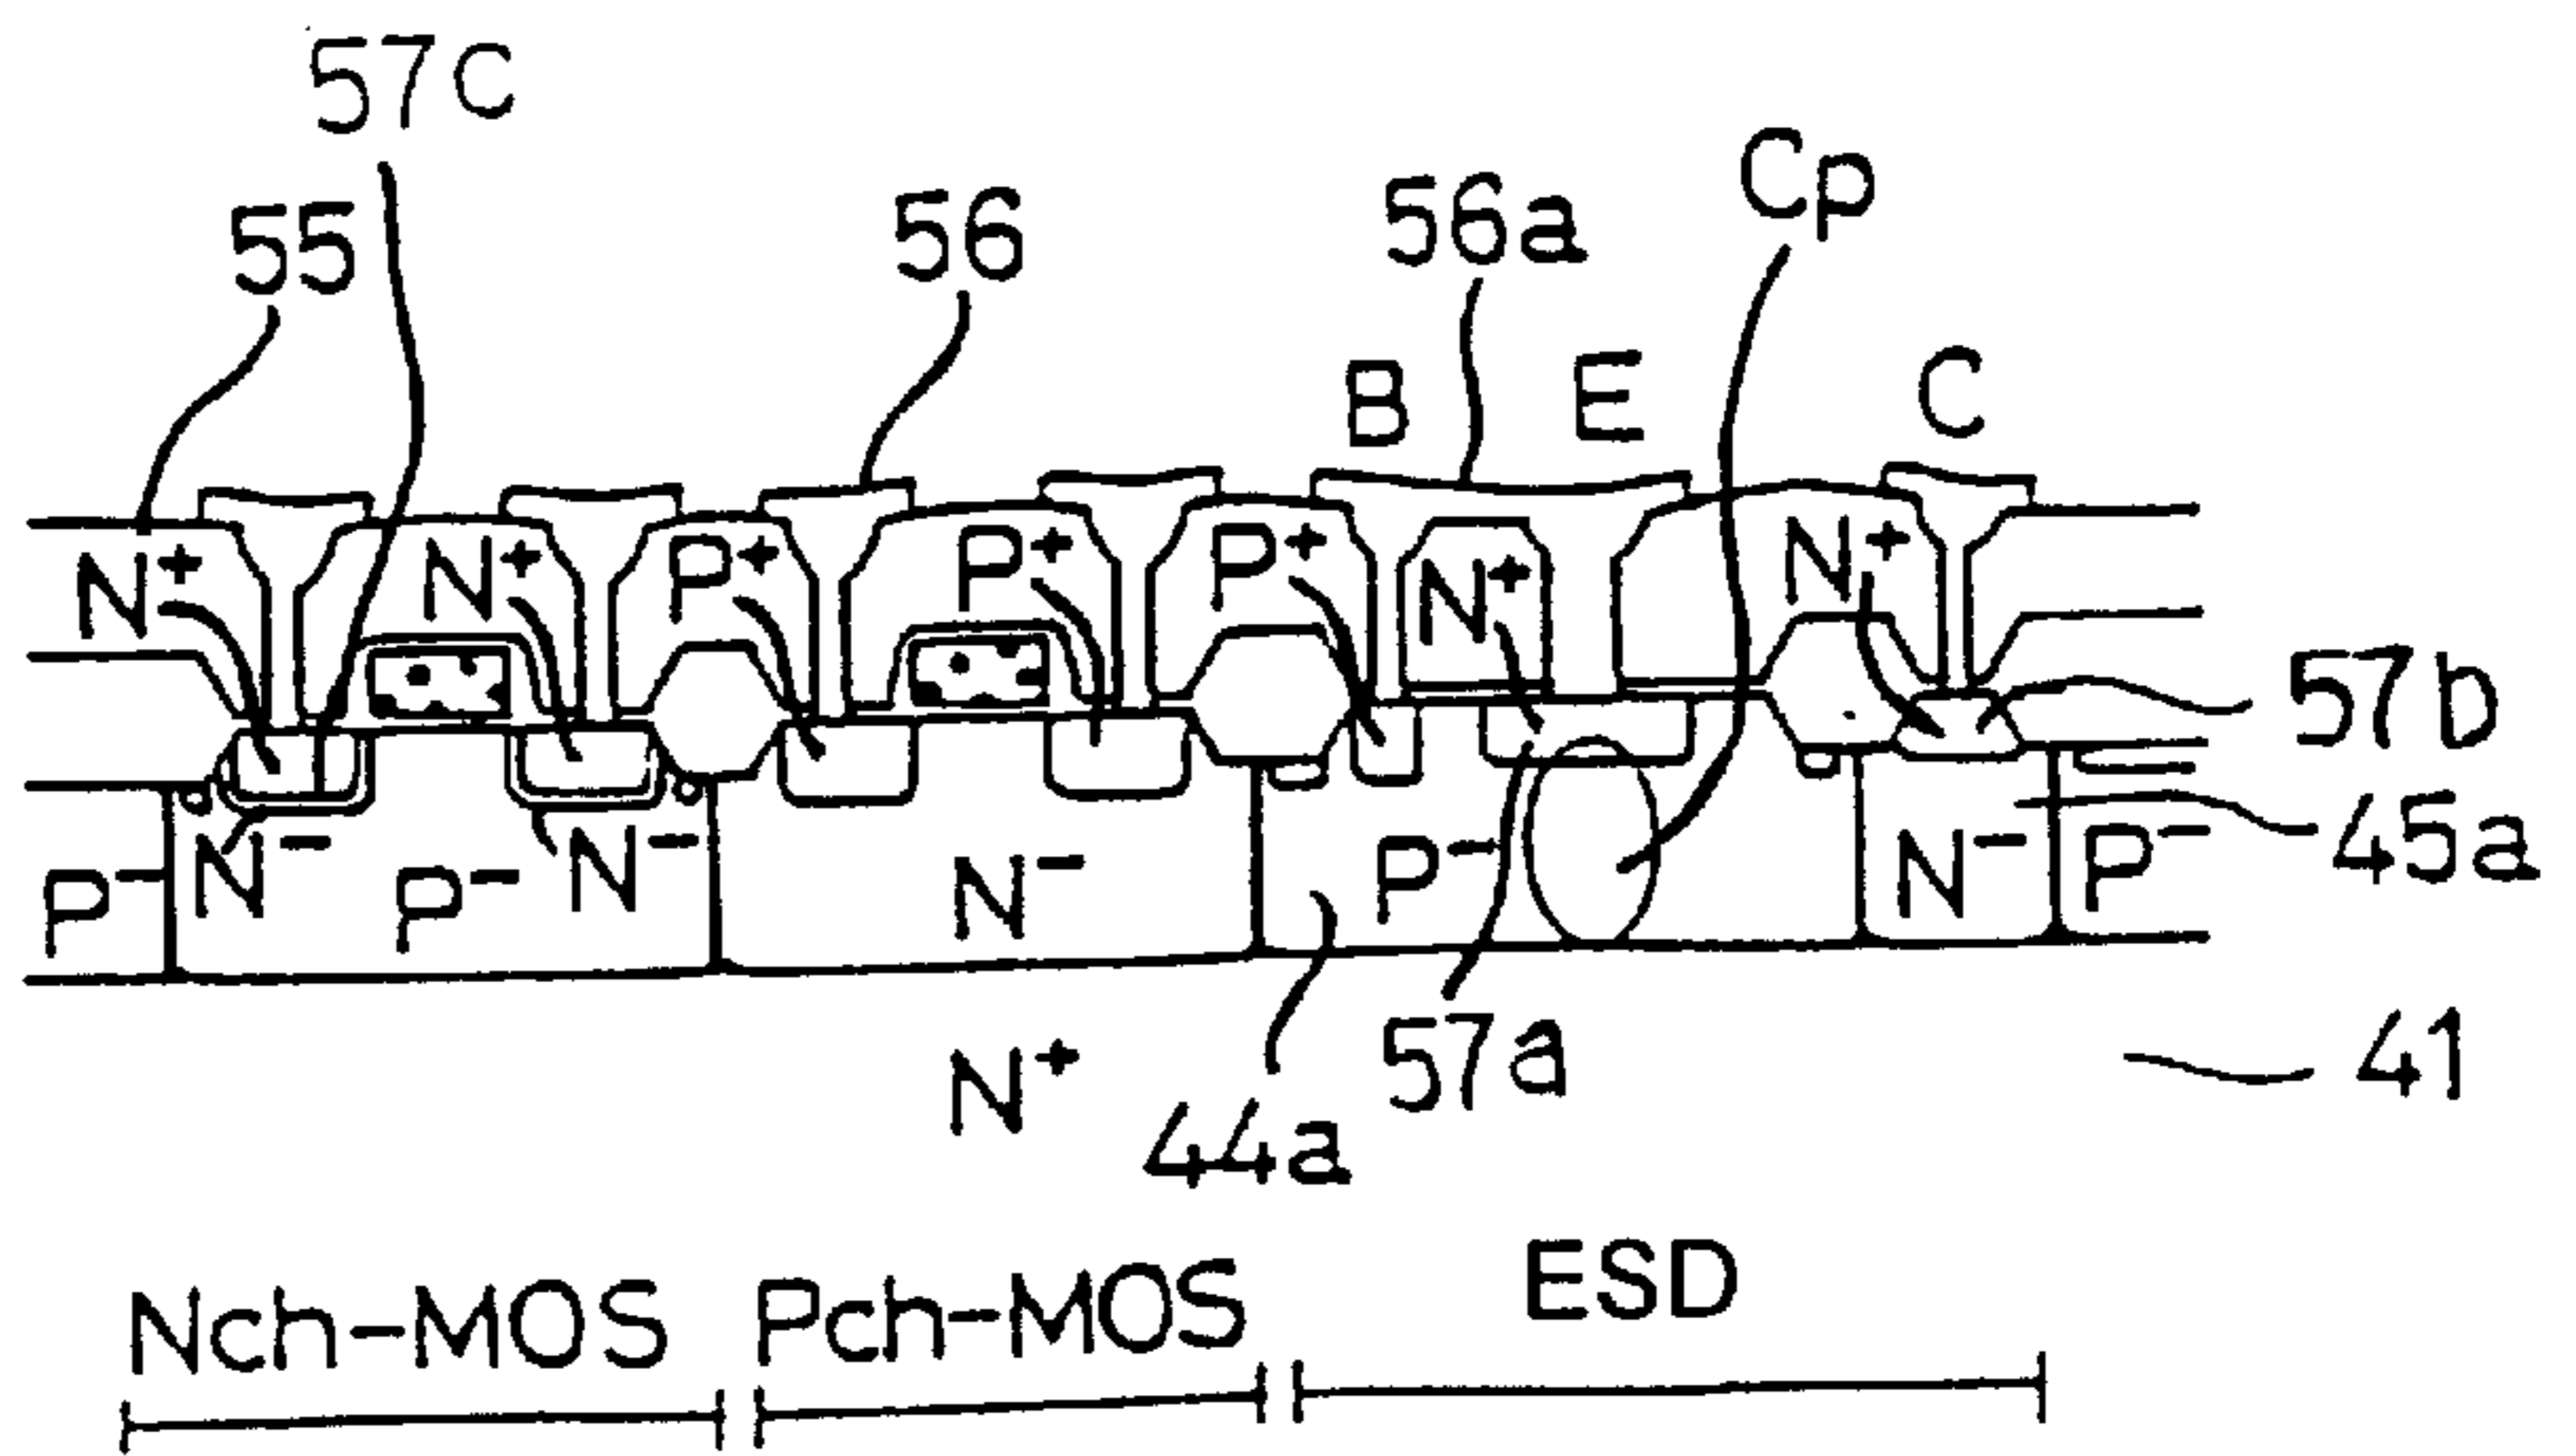 57c
55 56 56a Cp
B E C
N+ N+ P+ P+ P+ N+ N+
57b
45a
P- N- P- N- N- P- N- P-
N+ 44a 57a 41
Nch-MOS Pch-MOS ESD